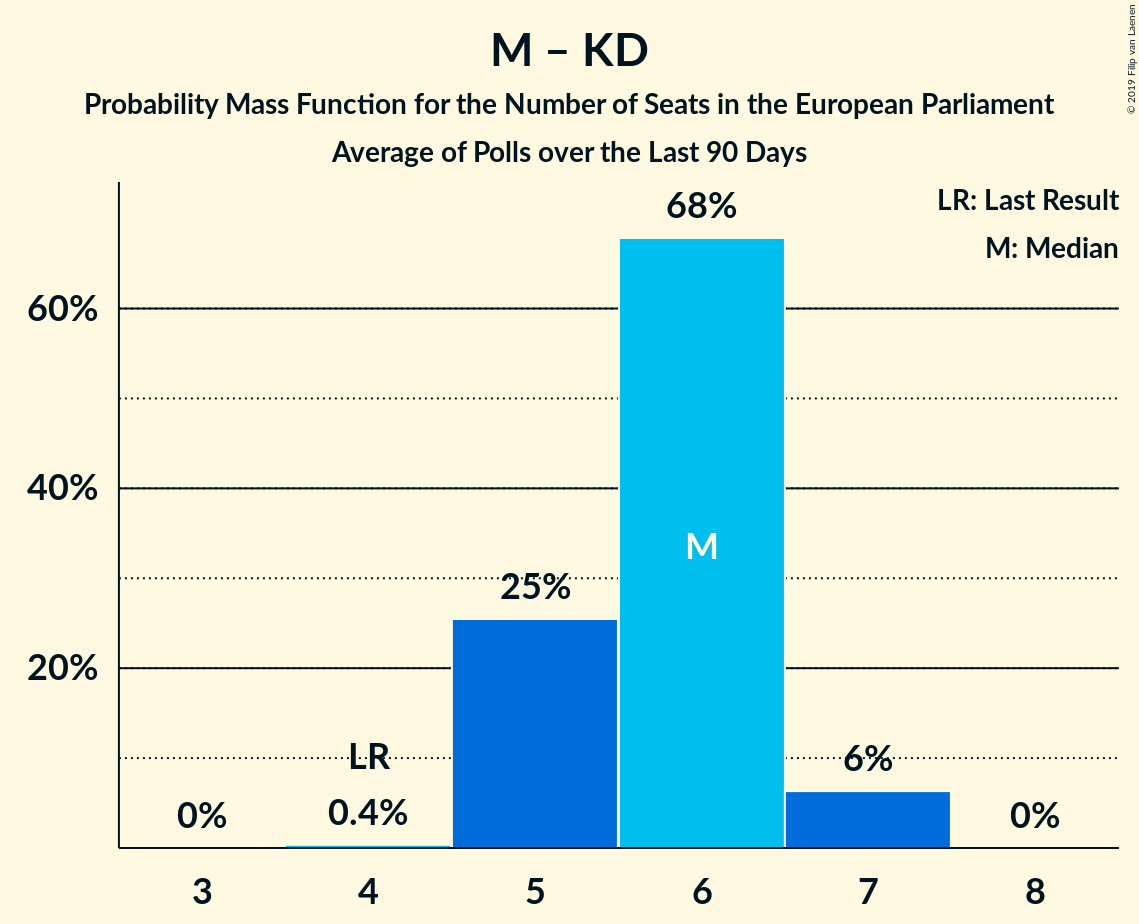 M – KD
Probability Mass Function for the Number of Seats in the European Parliament
Average of Polls over the Last 90 Days
© 2019 Filip van Laenen
LR: Last Result
M: Median
68%
60%
40%
M
25%
20%
LR
6%
0%
0.4%
0%
3 4 5 6 7 8